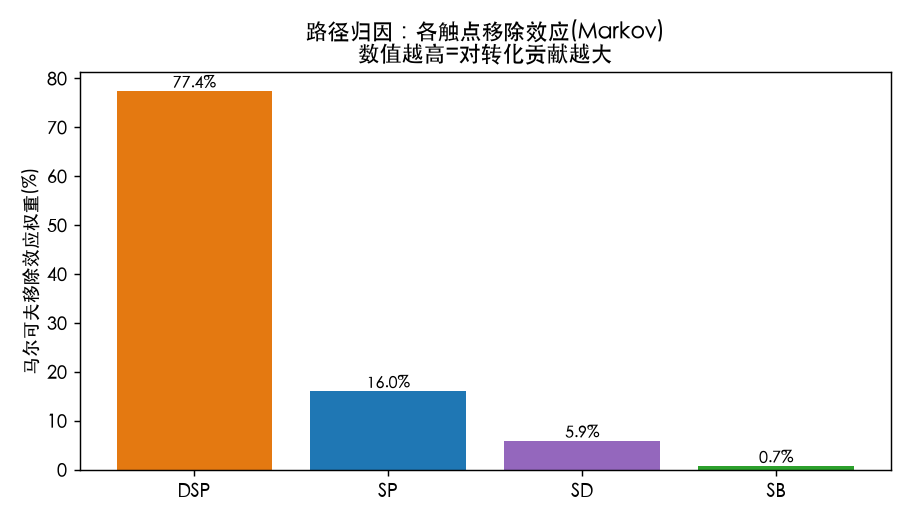 路径归因：各触点移除效应(Markov)
数值越高=对转化贡献越大
马尔可夫移除效应权重(%)
80
70
60
50
40
30
20
10
0
77.4%
16.0%
5.9%
0.7%
DSP
SP
SD
SB